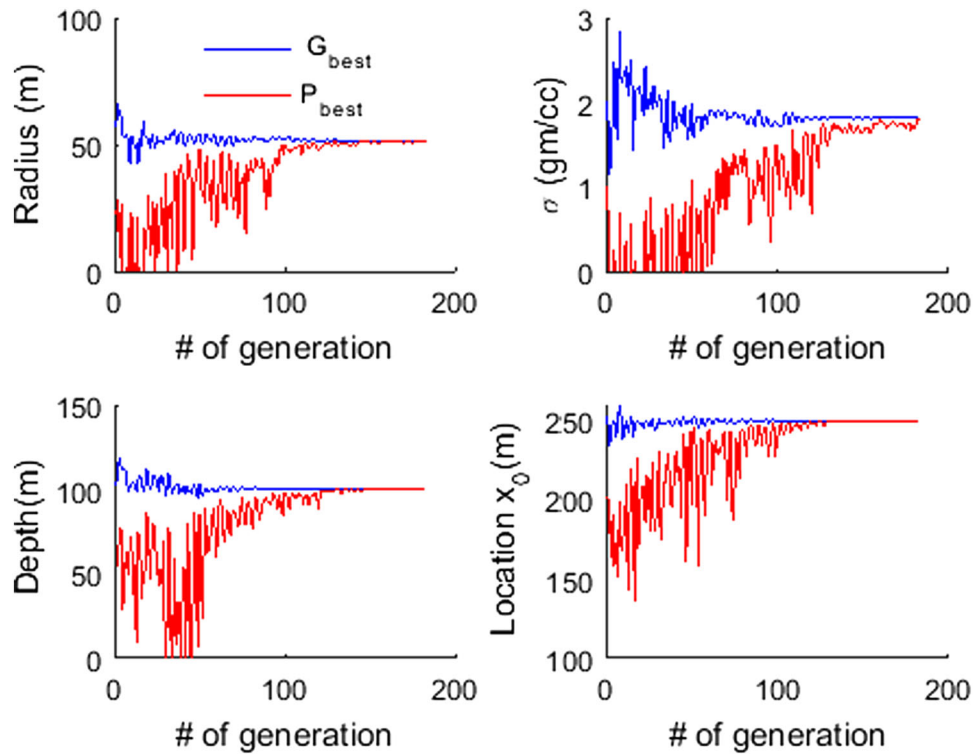 100
50
0
Radius (m)
G_best
P_best
0 100 200
# of generation
3
2
1
0
σ (gm/cc)
0 100 200
# of generation
150
100
50
0
Depth(m)
0 100 200
# of generation
250
200
150
100
Location x_0(m)
0 100 200
# of generation